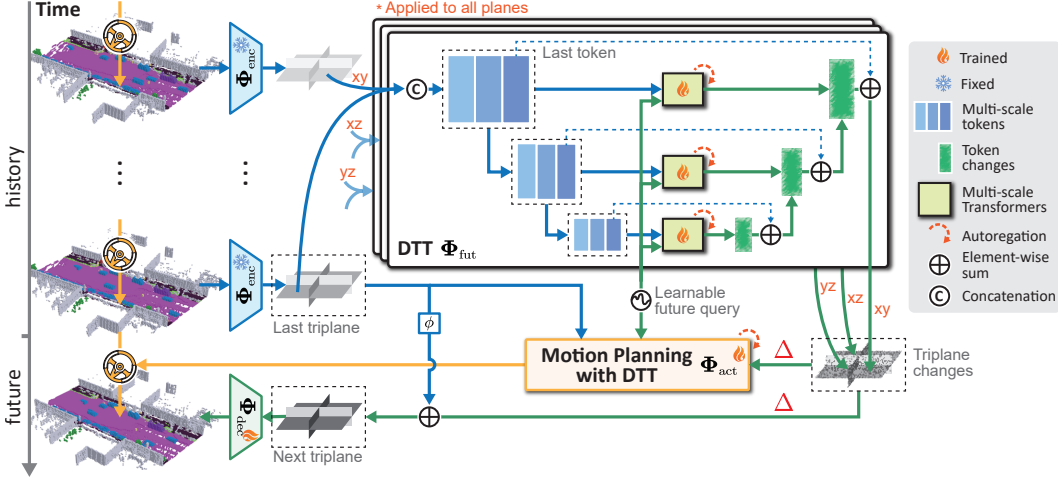 Time
* Applied to all planes
Φenc
xy
xz
yz
C
Last token
DTT Φfut
history
Φenc
Last triplane
ϕ
Learnable
future query
yz
xz
xy
Motion Planning
with DTT
Φact
Δ
Triplane
changes
future
Φdec
Next triplane
Δ
Trained
Fixed
Multi-scale
tokens
Token
changes
Multi-scale
Transformers
Autoregation
Element-wise
sum
C
Concatenation